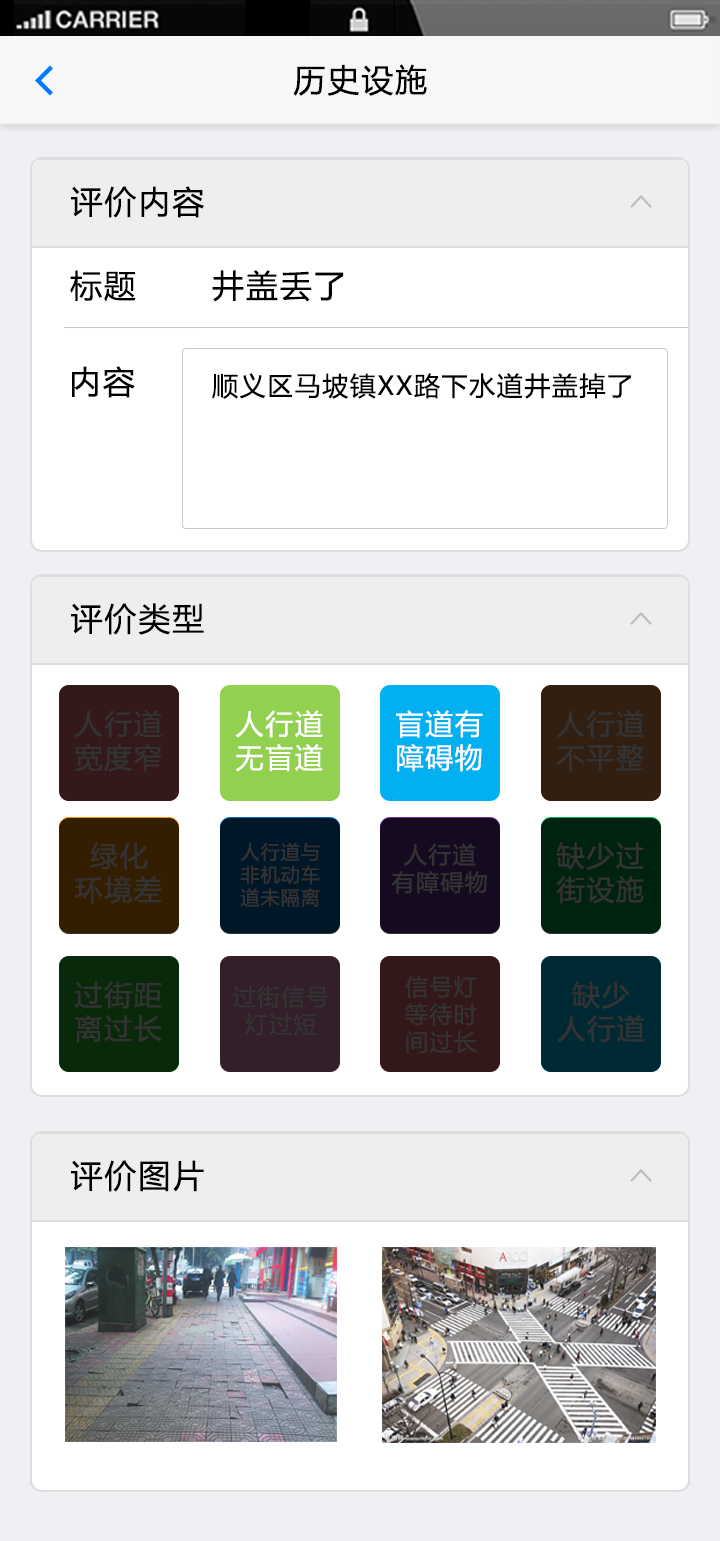 CARRIER
历史设施
评价内容
标题 井盖丢了
内容 顺义区马坡镇XX路下水道井盖掉了
评价类型
人行道
宽度窄
人行道
无盲道
盲道有
障碍物
人行道
不平整
绿化
环境差
人行道与
非机动车
道未隔离
人行道
有障碍物
缺少过
街设施
过街距
离过长
过街信号
灯过短
信号灯
等待时
间过长
缺少
人行道
评价图片